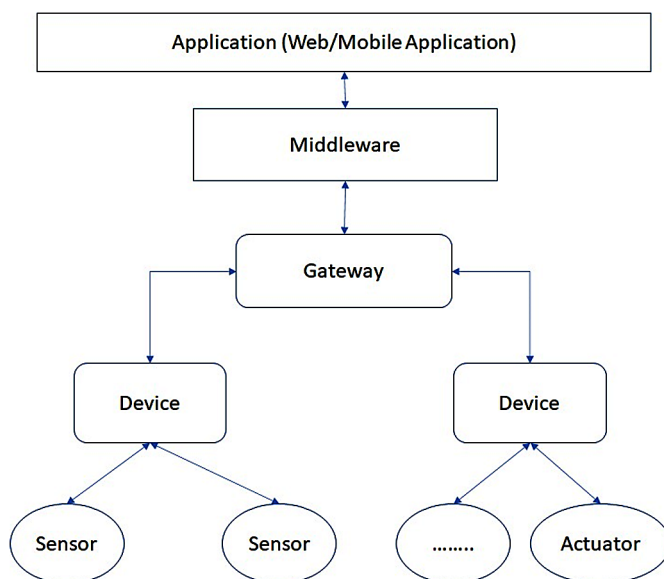 Application (Web/Mobile Application)
Middleware
Gateway
Device
Device
Sensor
Sensor
........
Actuator